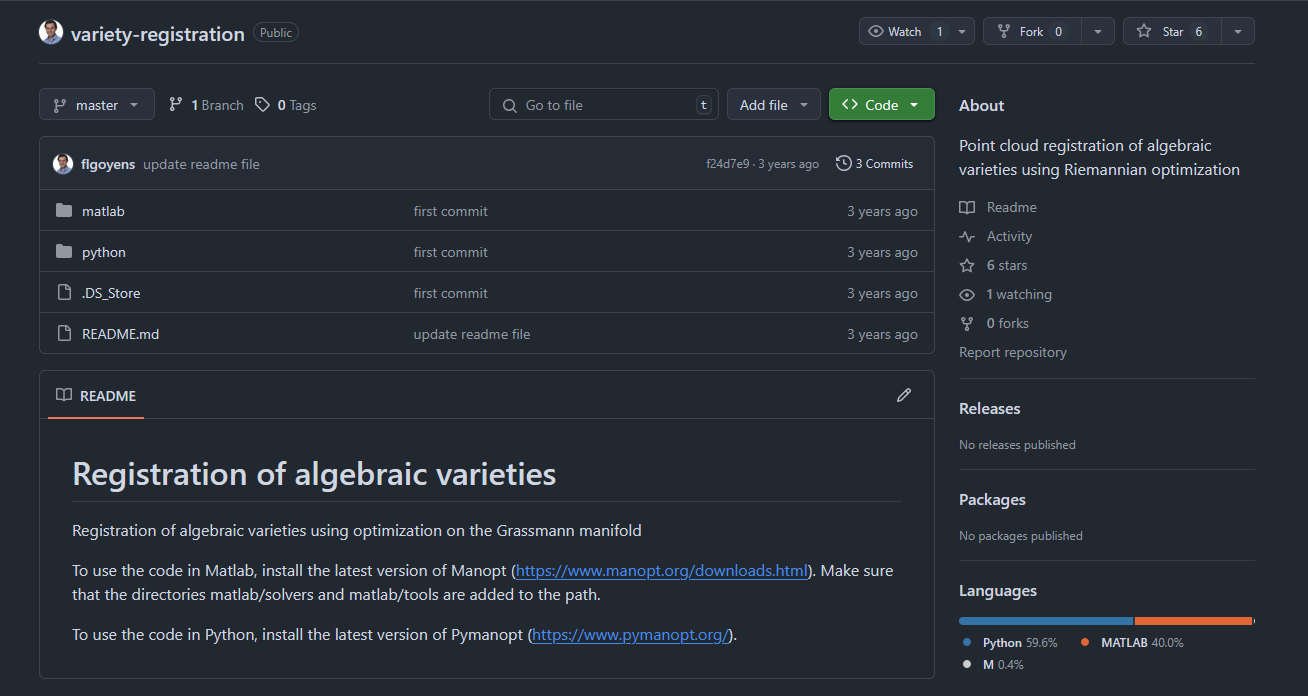 variety-registration Public
Watch 1
Fork 0
Star 6
master
1 Branch
0 Tags
Go to file t
Add file
Code
flgoyens update readme file
f24d7e9 · 3 years ago
3 Commits
matlab first commit 3 years ago
python first commit 3 years ago
.DS_Store first commit 3 years ago
README.md update readme file 3 years ago
README
Registration of algebraic varieties
Registration of algebraic varieties using optimization on the Grassmann manifold
To use the code in Matlab, install the latest version of Manopt (https://www.manopt.org/downloads.html). Make sure
that the directories matlab/solvers and matlab/tools are added to the path.
To use the code in Python, install the latest version of Pymanopt (https://www.pymanopt.org/).
About
Point cloud registration of algebraic
varieties using Riemannian optimization
Readme
Activity
6 stars
1 watching
0 forks
Report repository
Releases
No releases published
Packages
No packages published
Languages
Python 59.6%
MATLAB 40.0%
M 0.4%